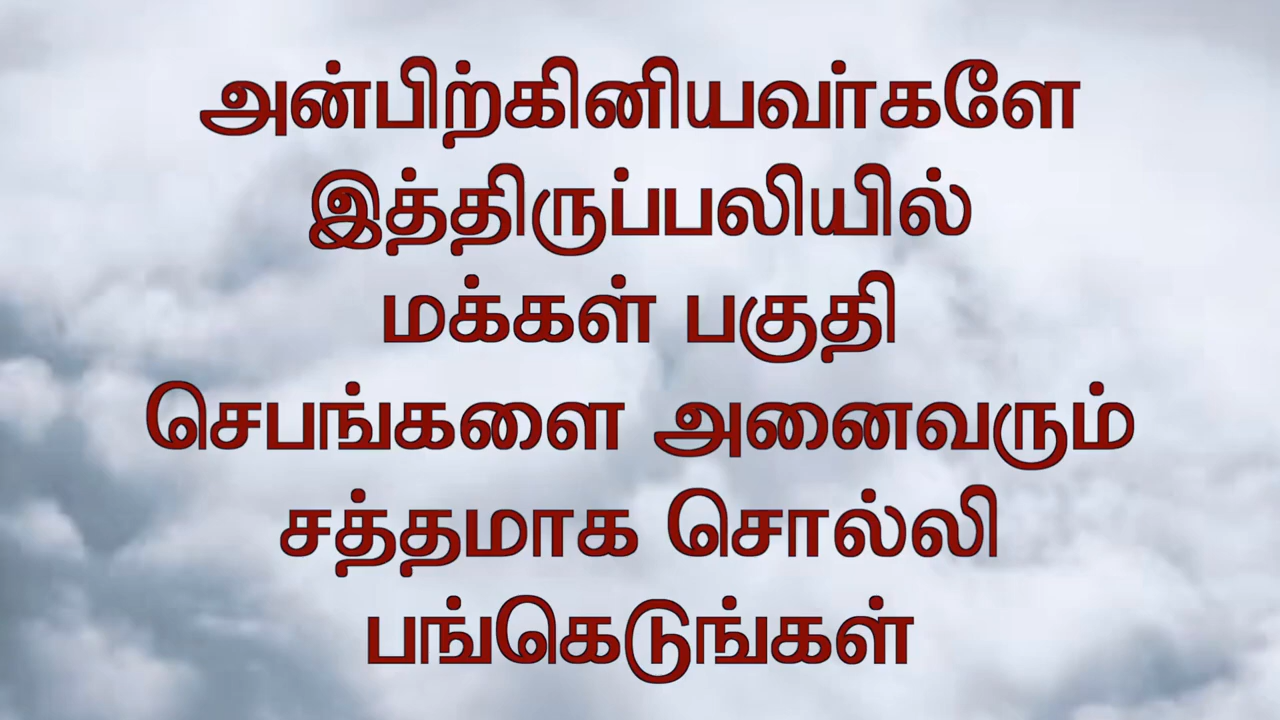 அன்பிற்கினியவர்களே
இத்திருப்பலியில்
மக்கள் பகுதி
செபங்களை அனைவரும்
சத்தமாக சொல்லி
பங்கெடுங்கள்